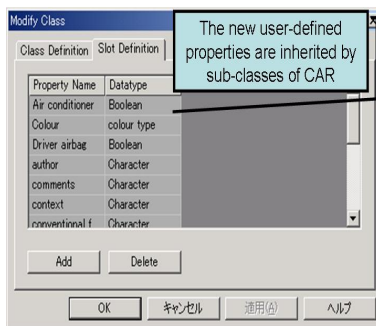 Modify Class
The new user-defined
properties are inherited by
sub-classes of CAR
Class Definition
Slot Definition
Property Name Datatype
Air conditioner Boolean
Colour colour type
Driver airbag Boolean
author Character
comments Character
context Character
conventional f Character
Add Delete
OK キャンセル 適用(A) ヘルプ